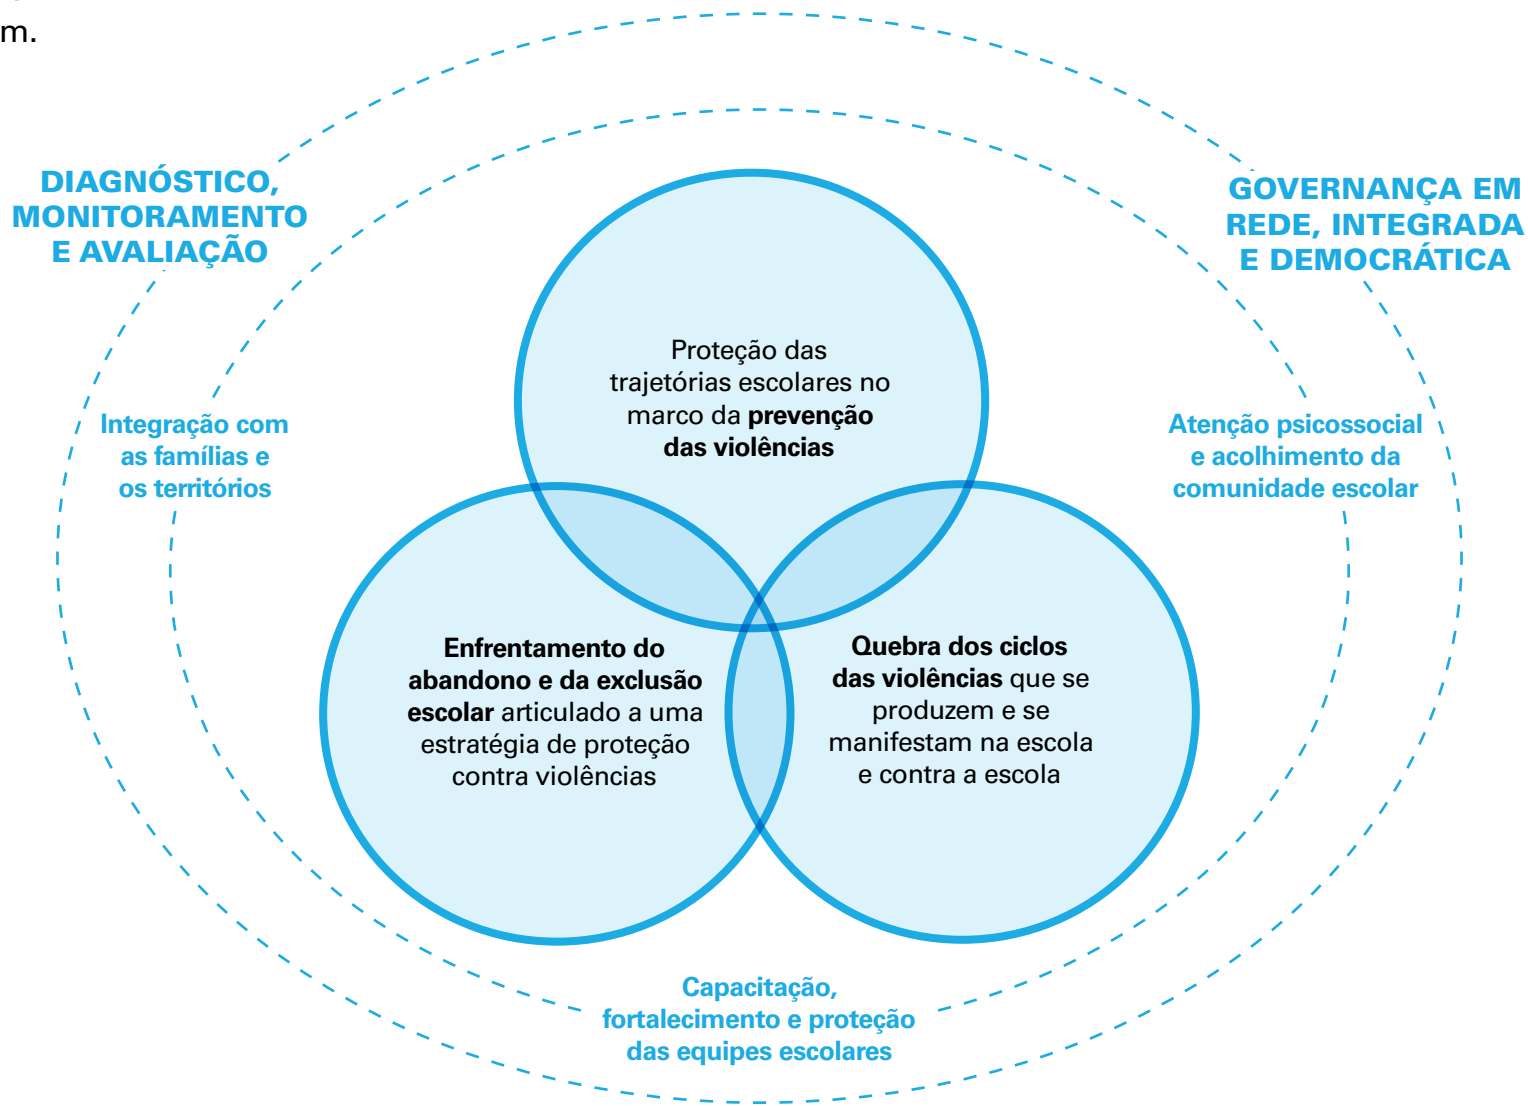 m.
DIAGNÓSTICO,
MONITORAMENTO
E AVALIAÇÃO
GOVERNANÇA EM
REDE, INTEGRADA
E DEMOCRÁTICA
Proteção das
trajetórias escolares no
marco da prevenção
das violências
Integração com
as famílias e
os territórios
Atenção psicossocial
e acolhimento da
comunidade escolar
Enfrentamento do
abandono e da exclusão
escolar articulado a uma
estratégia de proteção
contra violências
Quebra dos ciclos
das violências que se
produzem e se
manifestam na escola
e contra a escola
Capacitação,
fortalecimento e proteção
das equipes escolares